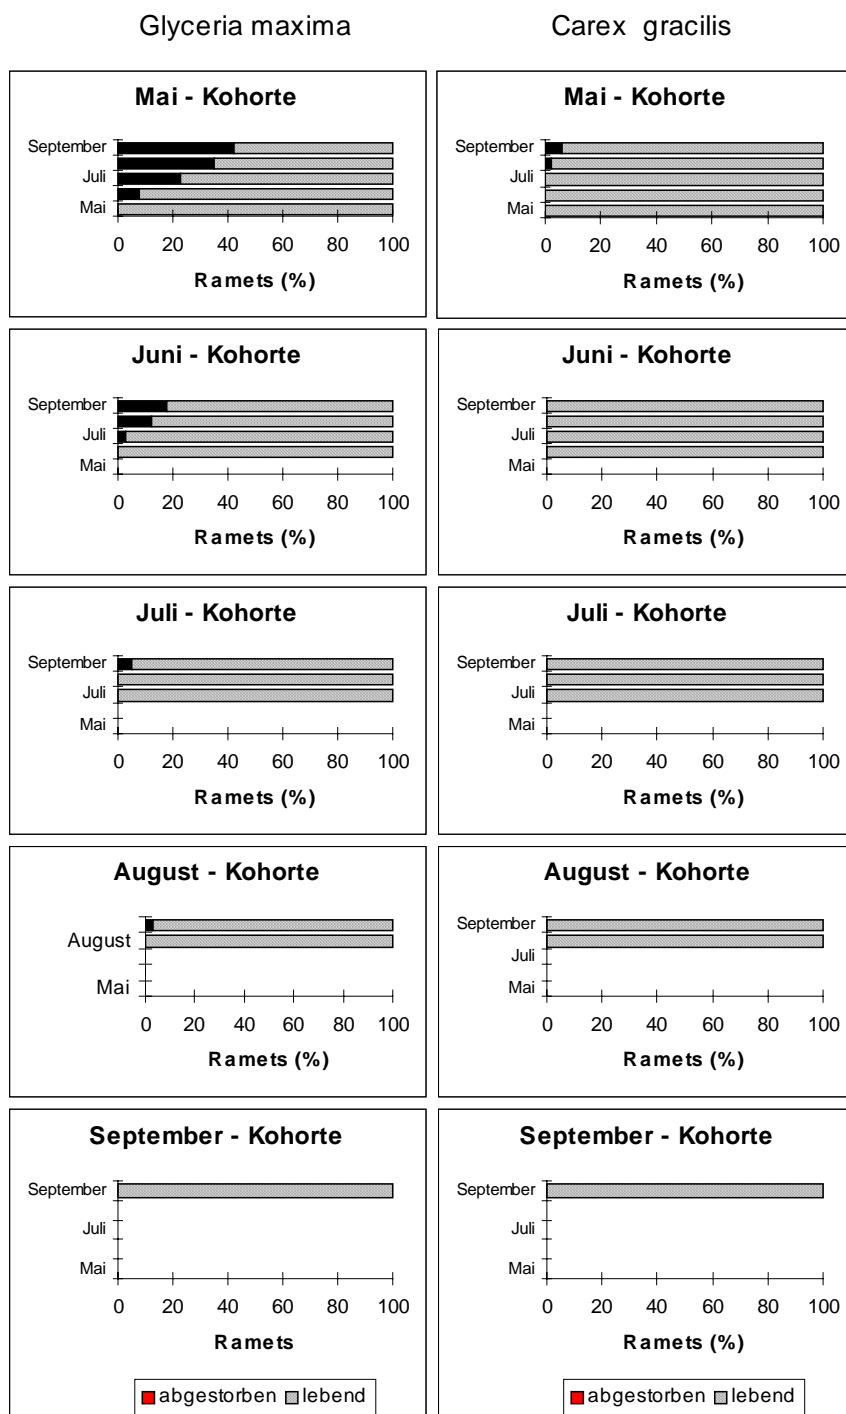 Glyceria maxima
Carex gracilis
Mai - Kohorte
September
Juli
Mai
0 20 40 60 80 100
Ramets (%)
Mai - Kohorte
September
Juli
Mai
0 20 40 60 80 100
Ramets (%)
Juni - Kohorte
September
Juli
Mai
0 20 40 60 80 100
Ramets (%)
Juni - Kohorte
September
Juli
Mai
0 20 40 60 80 100
Ramets (%)
Juli - Kohorte
September
Juli
Mai
0 20 40 60 80 100
Ramets (%)
Juli - Kohorte
September
Juli
Mai
0 20 40 60 80 100
Ramets (%)
August - Kohorte
August
Mai
0 20 40 60 80 100
Ramets (%)
August - Kohorte
September
Juli
Mai
0 20 40 60 80 100
Ramets (%)
September - Kohorte
September
Juli
Mai
0 20 40 60 80 100
Ramets
abgestorben lebend
September - Kohorte
September
Juli
Mai
0 20 40 60 80 100
Ramets (%)
abgestorben lebend